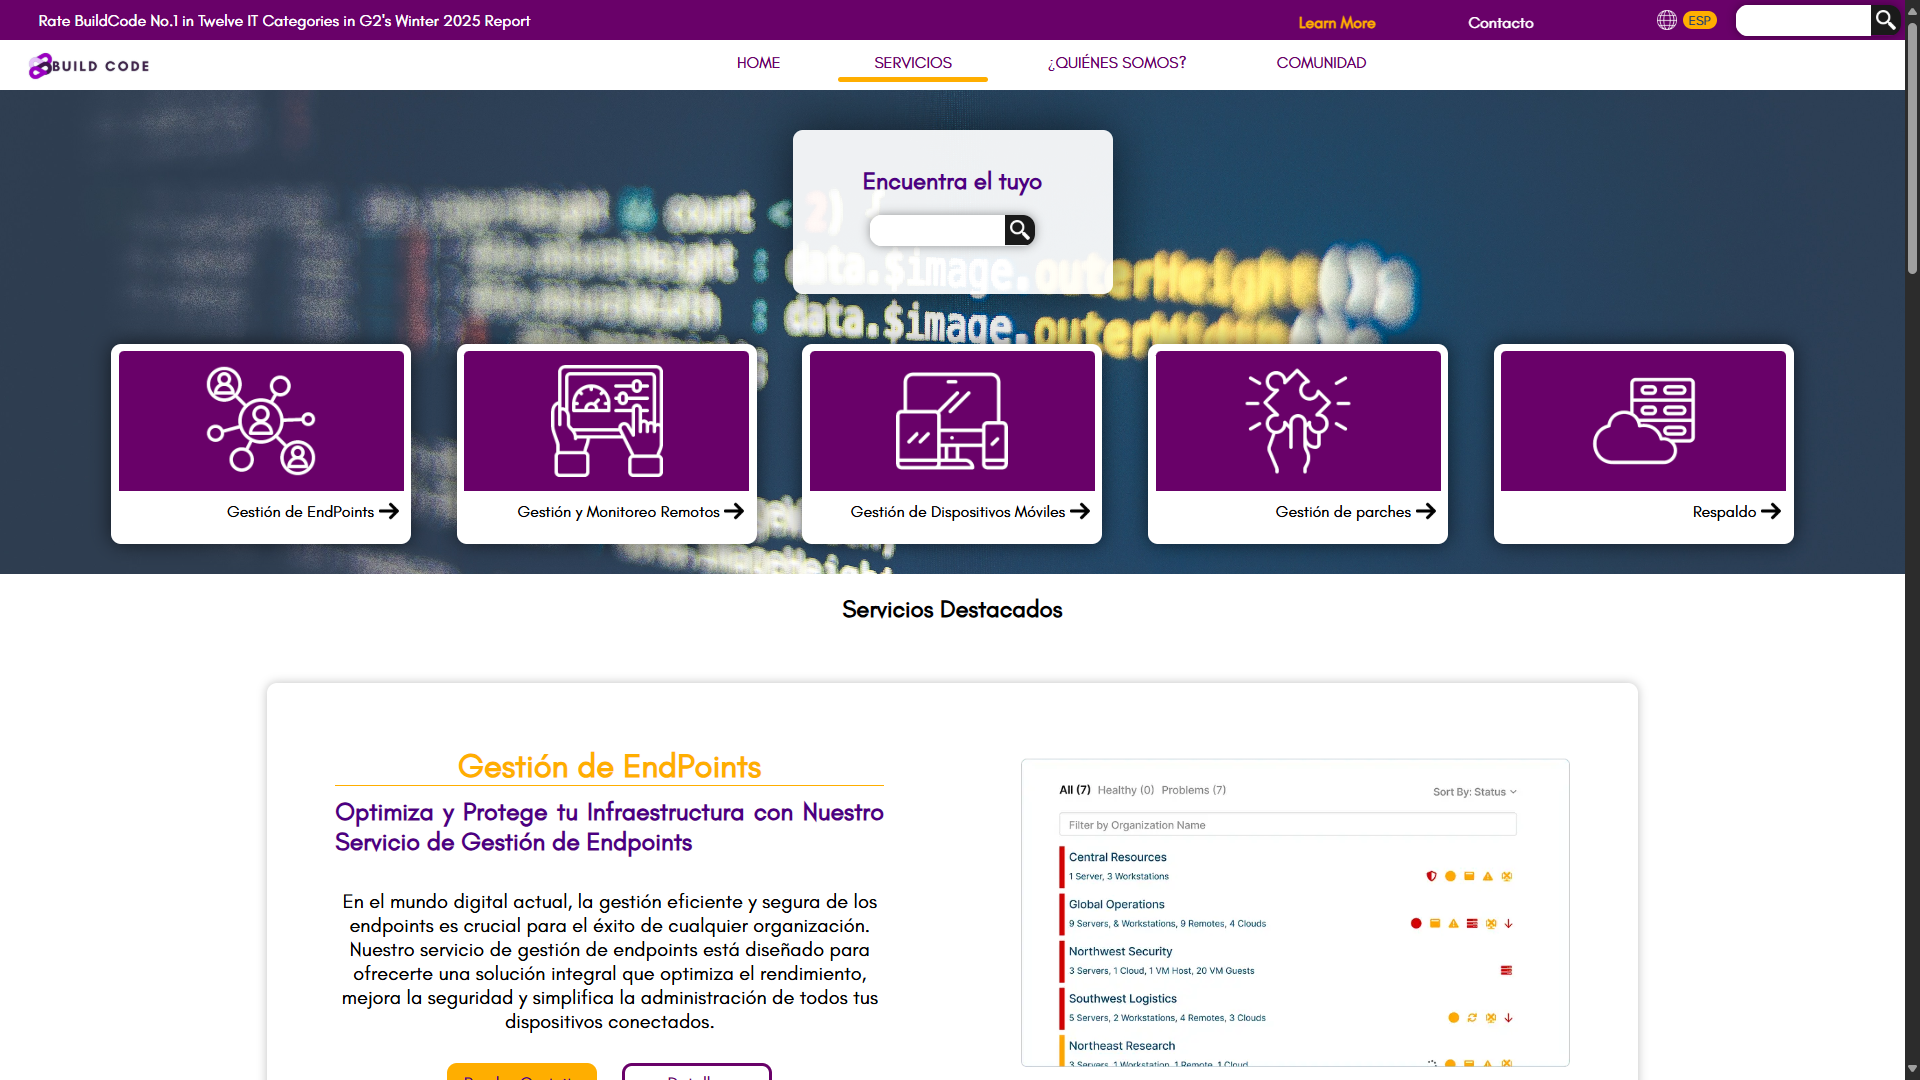 Rate BuildCode No.1 in Twelve IT Categories in G2's Winter 2025 Report
Learn More
Contacto
ESP
BUILD CODE
HOME
SERVICIOS
¿QUIÉNES SOMOS?
COMUNIDAD
Encuentra el tuyo
count < 2) {
: data.$image.outerHeight();
: data.$image.outerWidth
Gestión de EndPoints
Gestión y Monitoreo Remotos
Gestión de Dispositivos Móviles
Gestión de parches
Respaldo
Servicios Destacados
Gestión de EndPoints
Optimiza y Protege tu Infraestructura con Nuestro
Servicio de Gestión de Endpoints
En el mundo digital actual, la gestión eficiente y segura de los
endpoints es crucial para el éxito de cualquier organización.
Nuestro servicio de gestión de endpoints está diseñado para
ofrecerte una solución integral que optimiza el rendimiento,
mejora la seguridad y simplifica la administración de todos tus
dispositivos conectados.
All (7) Healthy (0) Problems (7)
Sort By: Status
Filter by Organization Name
Central Resources
1 Server, 3 Workstations
Global Operations
9 Servers, & Workstations, 9 Remotes, 4 Clouds
Northwest Security
3 Servers, 1 Cloud, 1 VM Host, 20 VM Guests
Southwest Logistics
5 Servers, 2 Workstations, 4 Remotes, 3 Clouds
Northeast Research
3 Servers, 1 Workstation, 1 Remote, 1 Cloud